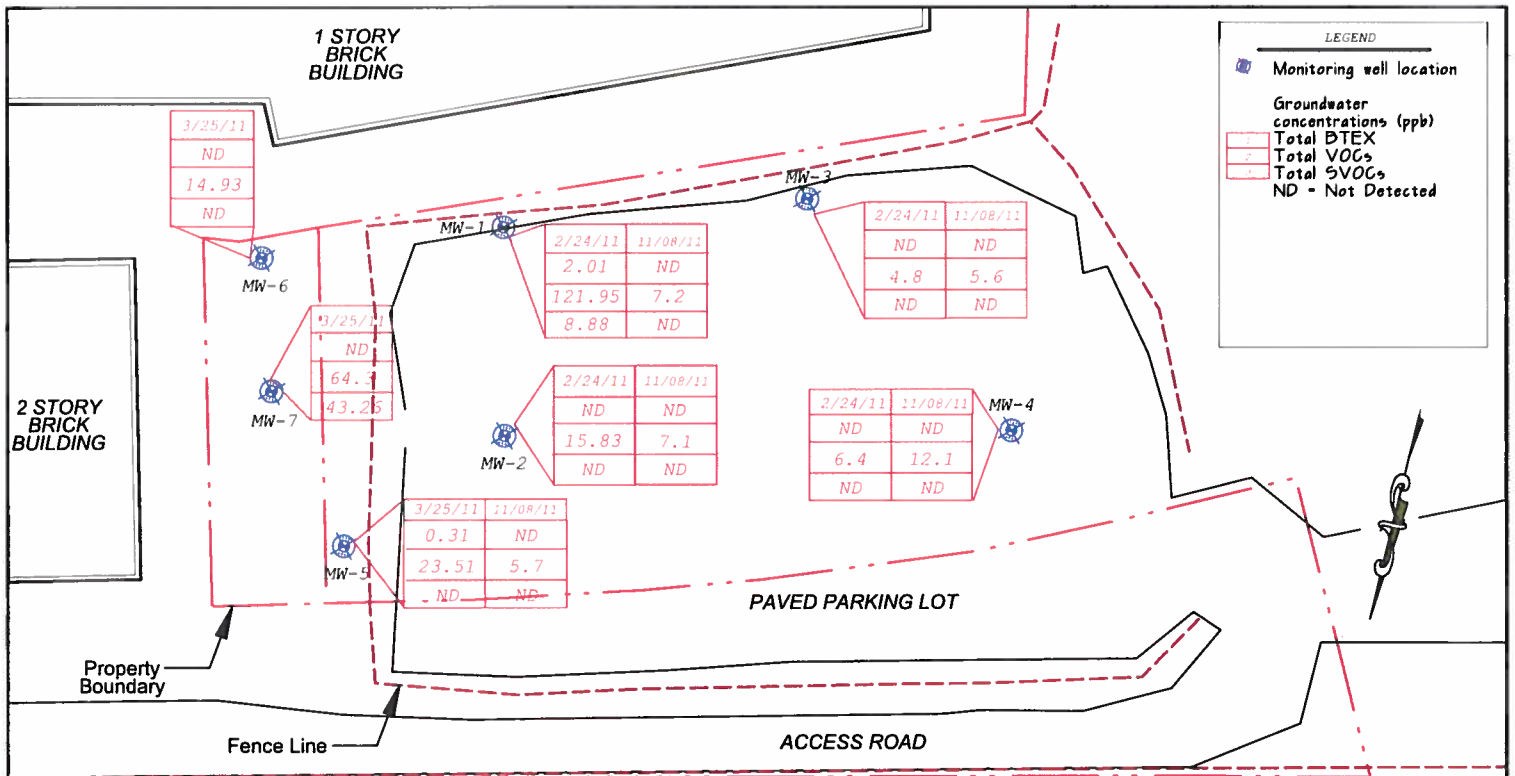 1 STORY
BRICK
BUILDING
LEGEND
Monitoring well location
Groundwater
concentrations (ppb)
1 Total BTEX
2 Total VOCs
Total SVOCs
ND - Not Detected
3/25/11
ND
14.93
ND
MW-6
MW-1
2/24/11 11/08/11
2.01 ND
121.95 7.2
8.88 ND
MW-3
2/24/11 11/08/11
ND ND
4.8 5.6
ND ND
3/25/11
ND
64.3
43.26
MW-7
2 STORY
BRICK
BUILDING
2/24/11 11/08/11
ND ND
15.83 7.1
ND ND
MW-2
2/24/11 11/08/11
ND ND
6.4 12.1
ND ND
MW-4
3/25/11 11/08/11
0.31 ND
23.51 5.7
ND ND
MW-5
PAVED PARKING LOT
Property
Boundary
Fence Line
ACCESS ROAD